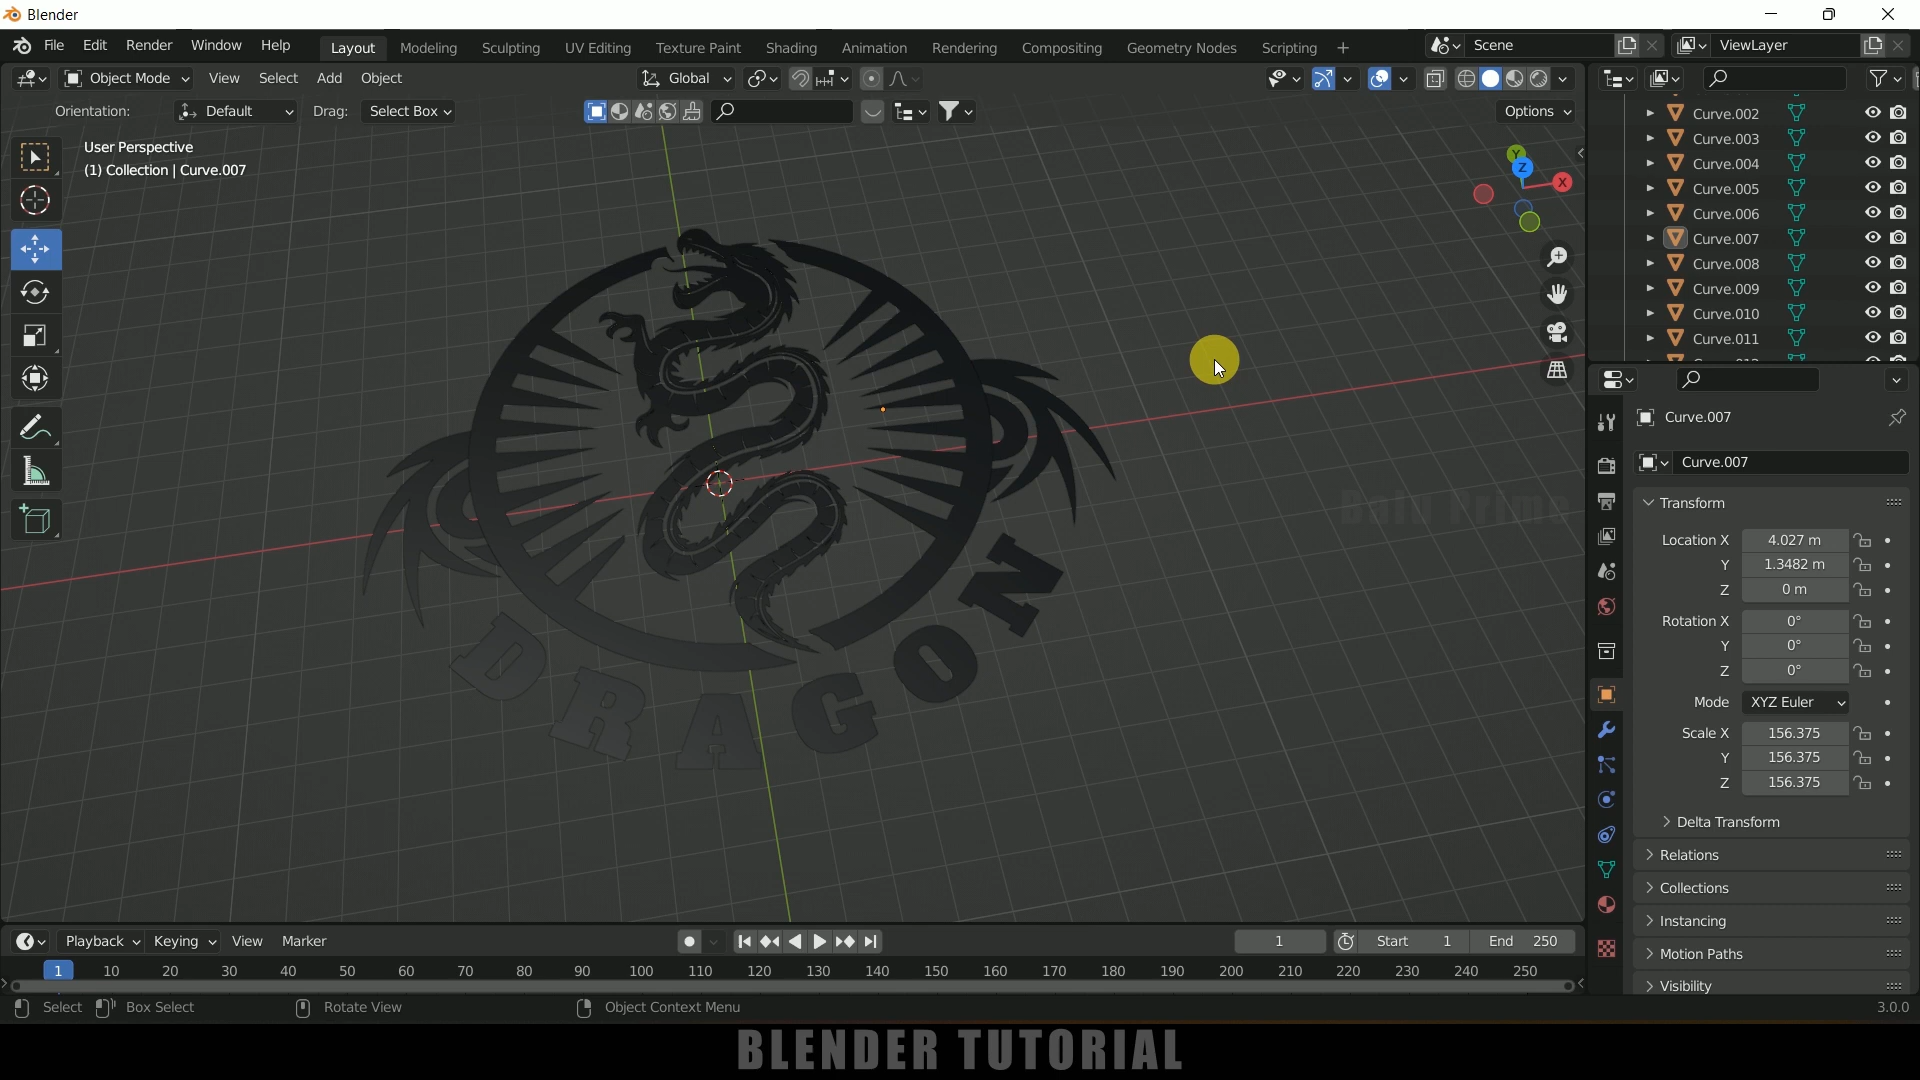 Blender
File Edit Render Window Help Layout Modeling Sculpting UV Editing Texture Paint Shading Animation Rendering Compositing Geometry Nodes Scripting + Scene ViewLayer
Object Mode View Select Add Object Global
Orientation: Default Drag: Select Box Options
User Perspective
(1) Collection | Curve.007
Y
Z
X
Curve.002
Curve.003
Curve.004
Curve.005
Curve.006
Curve.007
Curve.008
Curve.009
Curve.010
Curve.011
Curve.007
Curve.007
Transform
Location X 4.027 m
Y 1.3482 m
Z 0 m
Rotation X 0°
Y 0°
Z 0°
Mode XYZ Euler
Scale X 156.375
Y 156.375
Z 156.375
Delta Transform
Relations
Collections
Instancing
Motion Paths
Visibility
DRAGON
Playback Keying View Marker 1 Start 1 End 250
1 10 20 30 40 50 60 70 80 90 100 110 120 130 140 150 160 170 180 190 200 210 220 230 240 250
Select Box Select Rotate View Object Context Menu 3.0.0
BLENDER TUTORIAL